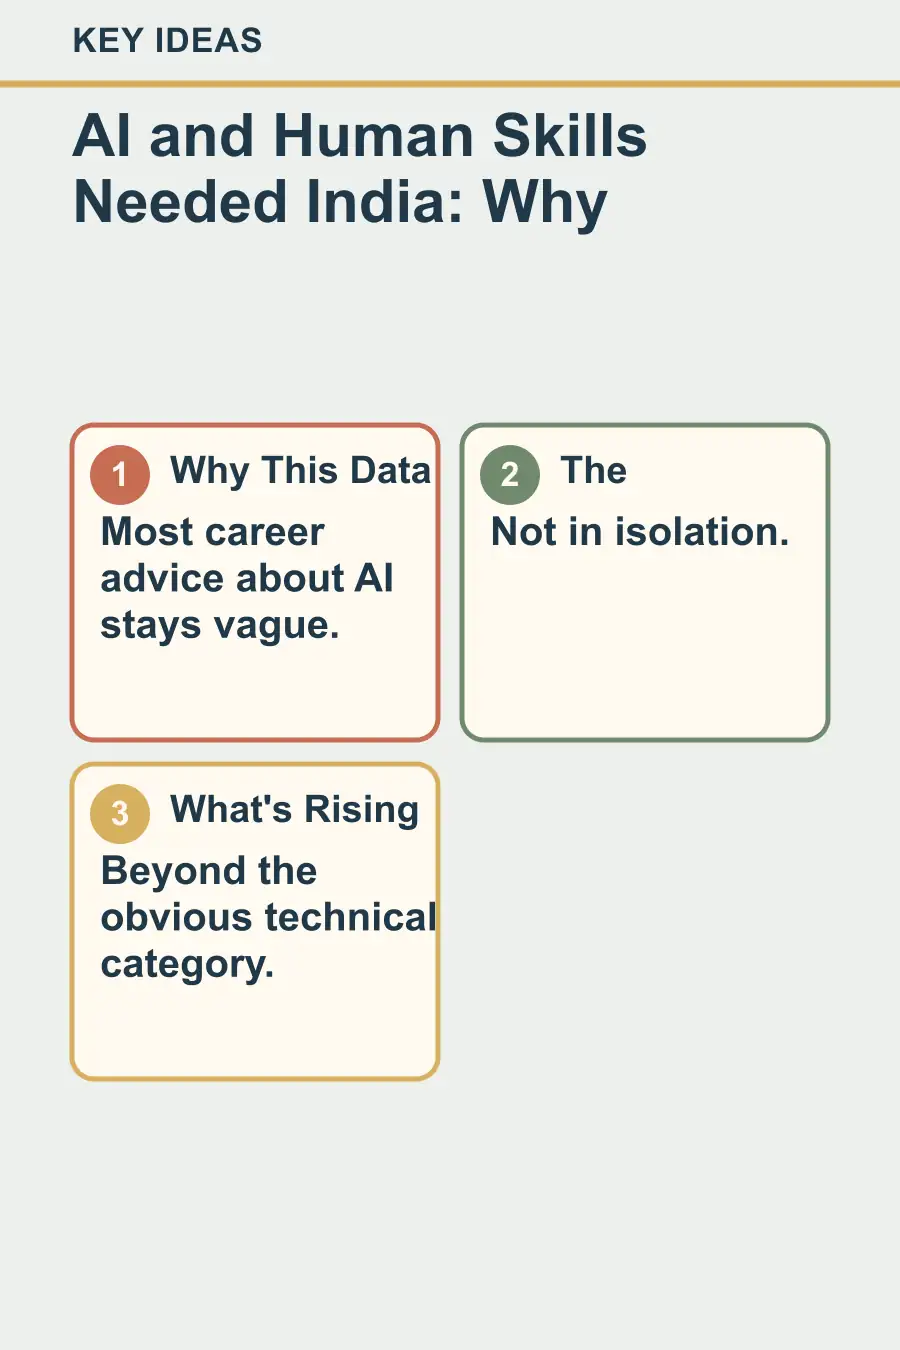 KEY IDEAS
AI and Human Skills
Needed India: Why
1 Why This Data
Most career
advice about AI
stays vague.
2 The
Not in isolation.
3 What's Rising
Beyond the
obvious technical
category.